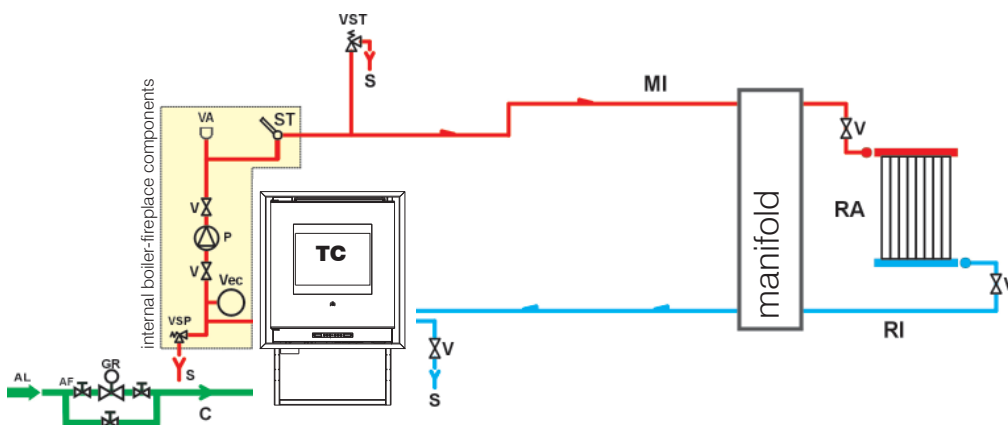 VST
S
internal boiler-fireplace components
VA
ST
MI
V
V
P
V
Vec
VSP
S
TC
manifold
RA
V
RI
V
S
AL
AF
GR
C